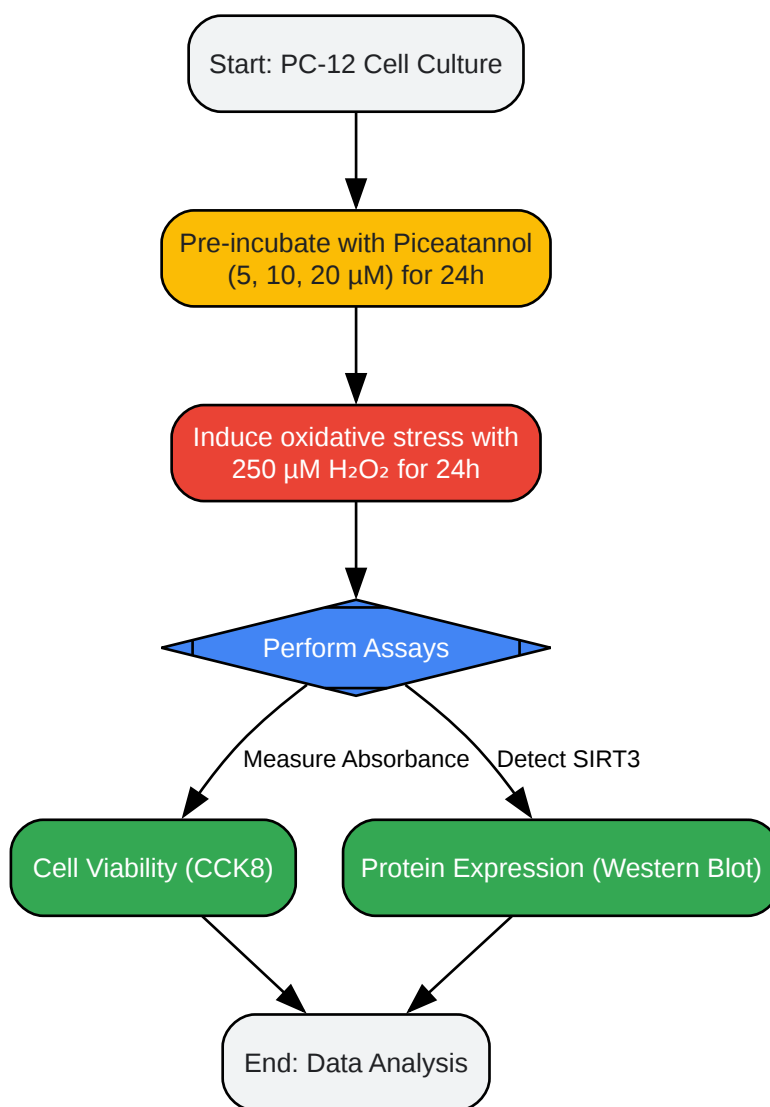 Start: PC-12 Cell Culture
Pre-incubate with Piceatannol
(5, 10, 20 µM) for 24h
Induce oxidative stress with
250 µM H₂O₂ for 24h
Perform Assays
Measure Absorbance
Detect SIRT3
Cell Viability (CCK8)
Protein Expression (Western Blot)
End: Data Analysis